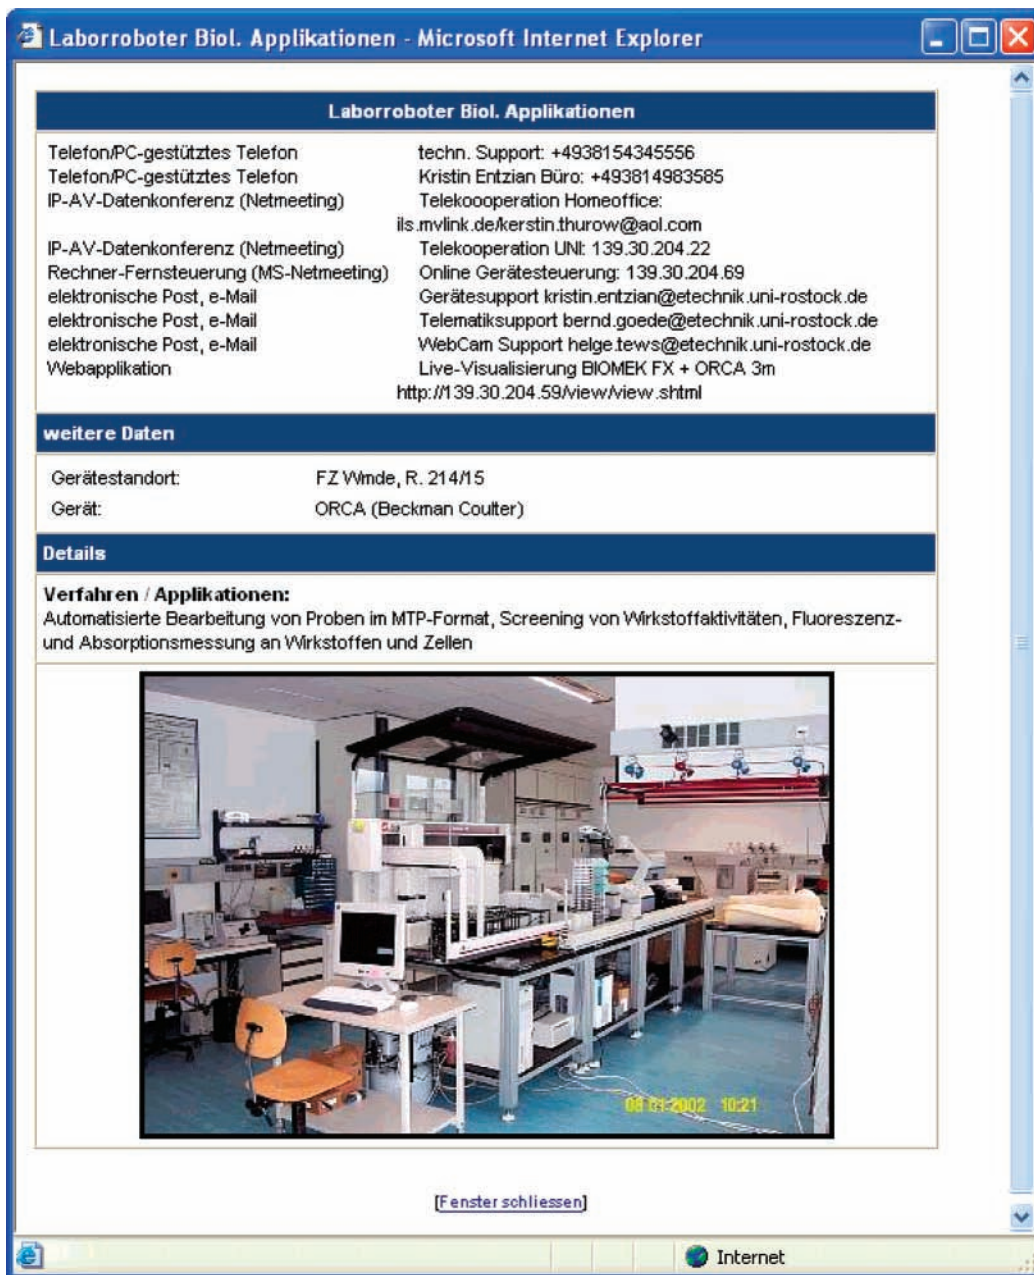 Laborroboter Biol. Applikationen - Microsoft Internet Explorer
Laborroboter Biol. Applikationen
Telefon/PC-gestütztes Telefon techn. Support: +4938154345556
Telefon/PC-gestütztes Telefon Kristin Entzian Büro: +493814983585
IP-AV-Datenkonferenz (Netmeeting) Telekoooperation Homeoffice:
ils.mvlink.de/kerstin.thurow@aol.com
IP-AV-Datenkonferenz (Netmeeting) Telekooperation UNI: 139.30.204.22
Rechner-Fernsteuerung (MS-Netmeeting) Online Gerätesteuerung: 139.30.204.69
elektronische Post, e-Mail Gerätesupport kristin.entzian@etechnik.uni-rostock.de
elektronische Post, e-Mail Telematiksupport bernd.goede@etechnik.uni-rostock.de
elektronische Post, e-Mail WebCam Support helge.tews@etechnik.uni-rostock.de
Webapplikation Live-Visualisierung BIOMEK FX + ORCA 3m
http://139.30.204.59/view/view.shtml
weitere Daten
Gerätestandort: FZ Wmde, R. 214/15
Gerät: ORCA (Beckman Coulter)
Details
Verfahren / Applikationen:
Automatisierte Bearbeitung von Proben im MTP-Format, Screening von Wirkstoffaktivitäten, Fluoreszenz-
und Absorptionsmessung an Wirkstoffen und Zellen
08 01 2002 10:21
[Fenster schliessen]
Internet